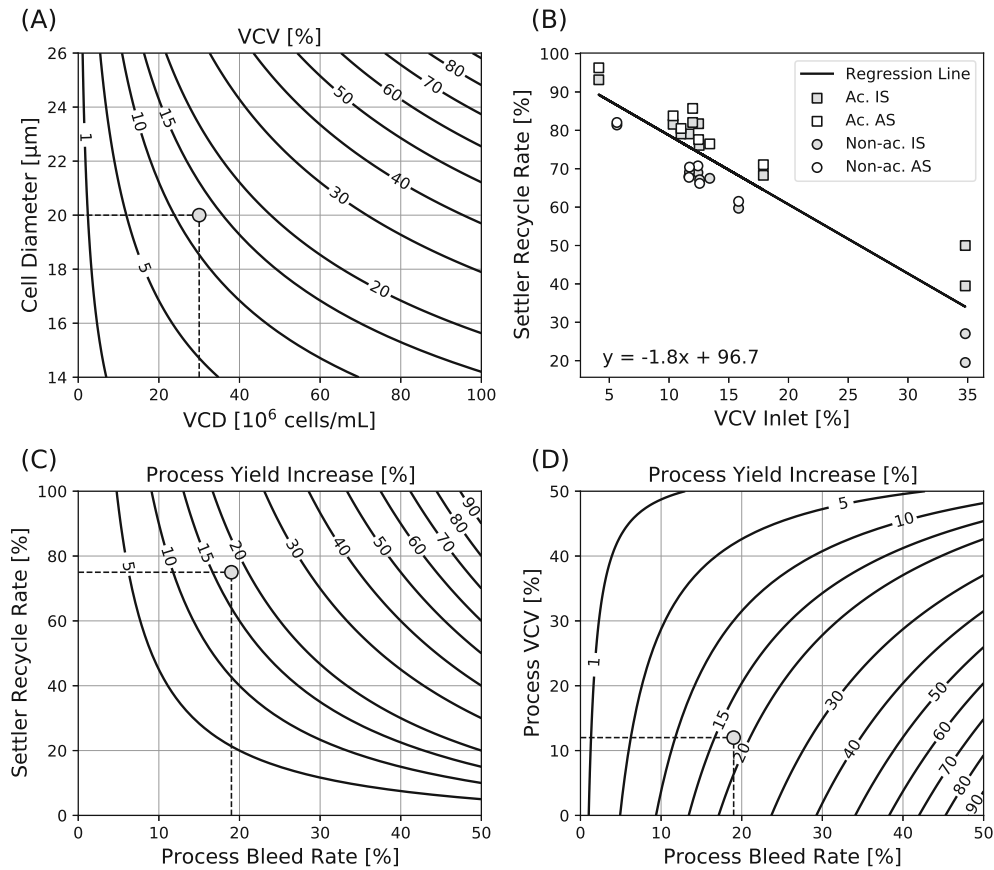 (A)
VCV [%]
26
24
22
20
18
16
14
Cell Diameter [μm]
1
5
10
15
20
30
40
50
60
70
80
0 20 40 60 80 100
VCD [10⁶ cells/mL]
(B)
100
90
80
70
60
50
40
30
20
Settler Recycle Rate [%]
Regression Line
Ac. IS
Ac. AS
Non-ac. IS
Non-ac. AS
y = -1.8x + 96.7
5 10 15 20 25 30 35
VCV Inlet [%]
(C)
Process Yield Increase [%]
100
80
60
40
20
0
Settler Recycle Rate [%]
5
10
15
20
30
40
50
60
70
80
90
0 10 20 30 40 50
Process Bleed Rate [%]
(D)
Process Yield Increase [%]
50
40
30
20
10
0
Process VCV [%]
1
5
10
15
20
30
40
50
60
70
80
90
0 10 20 30 40 50
Process Bleed Rate [%]